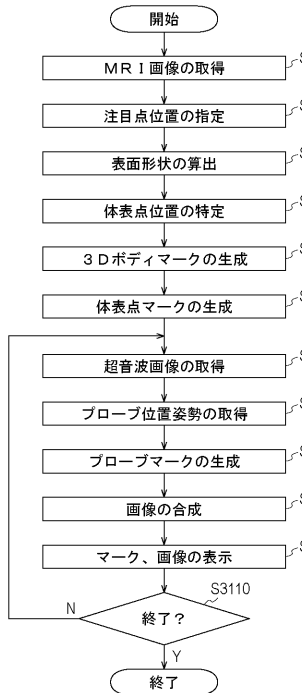 開始
MRI画像の取得
S
注目点位置の指定
S
表面形状の算出
S
体表点位置の特定
S
3Dボディマークの生成
S
体表点マークの生成
S
超音波画像の取得
S
プローブ位置姿勢の取得
S
プローブマークの生成
S
画像の合成
S
マーク、画像の表示
S
S3110
N
終了?
Y
終了